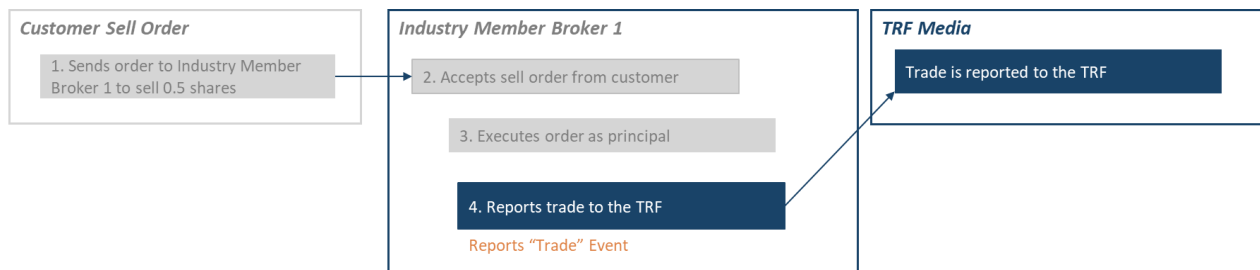 Customer Sell Order
1. Sends order to Industry Member
Broker 1 to sell 0.5 shares
Industry Member Broker 1
2. Accepts sell order from customer
3. Executes order as principal
4. Reports trade to the TRF
Reports “Trade” Event
TRF Media
Trade is reported to the TRF